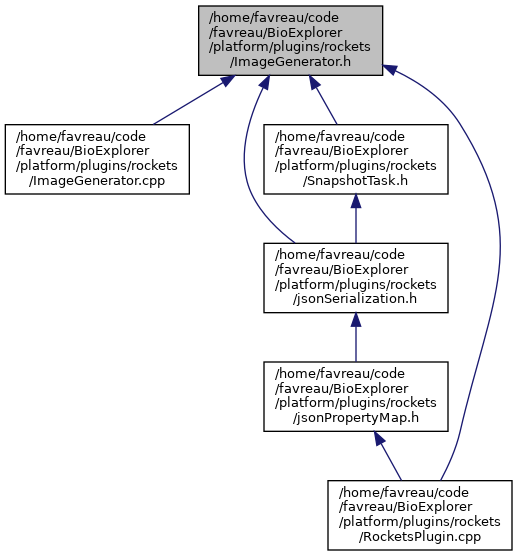 /home/favreau/code
/favreau/BioExplorer
/platform/plugins/rockets
/ImageGenerator.h
/home/favreau/code
/favreau/BioExplorer
/platform/plugins/rockets
/ImageGenerator.cpp
/home/favreau/code
/favreau/BioExplorer
/platform/plugins/rockets
/SnapshotTask.h
/home/favreau/code
/favreau/BioExplorer
/platform/plugins/rockets
/jsonSerialization.h
/home/favreau/code
/favreau/BioExplorer
/platform/plugins/rockets
/jsonPropertyMap.h
/home/favreau/code
/favreau/BioExplorer
/platform/plugins/rockets
/RocketsPlugin.cpp